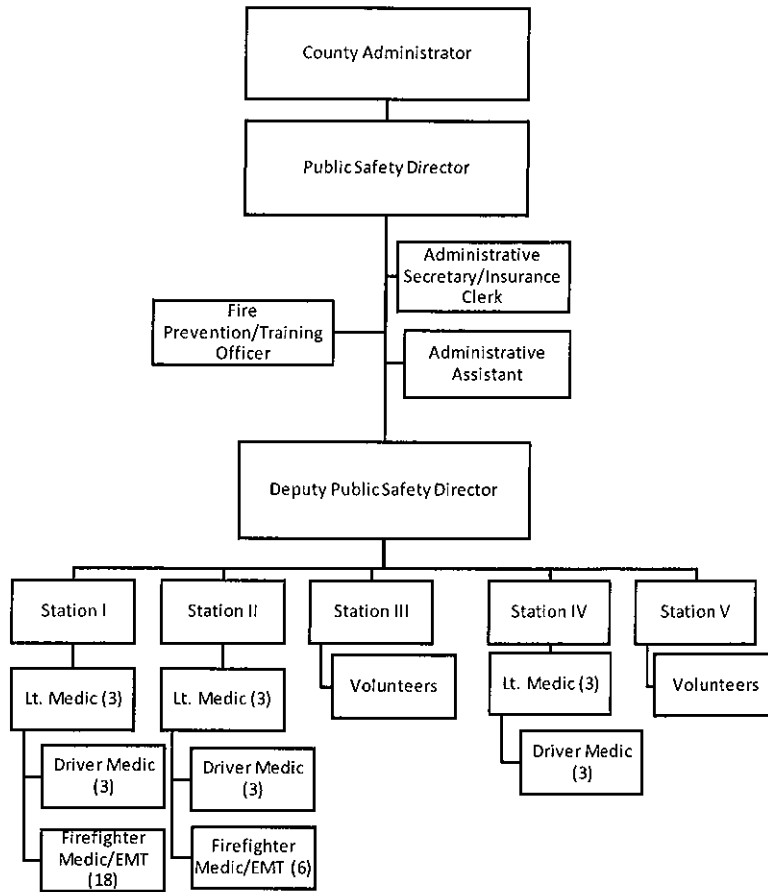 County Administrator
Public Safety Director
Administrative
Secretary/Insurance
Clerk
Fire
Prevention/Training
Officer
Administrative
Assistant
Deputy Public Safety Director
Station I
Station II
Station III
Station IV
Station V
Lt. Medic (3)
Lt. Medic (3)
Volunteers
Lt. Medic (3)
Volunteers
Driver Medic
(3)
Driver Medic
(3)
Driver Medic
(3)
Firefighter
Medic/EMT
(18)
Firefighter
Medic/EMT (6)